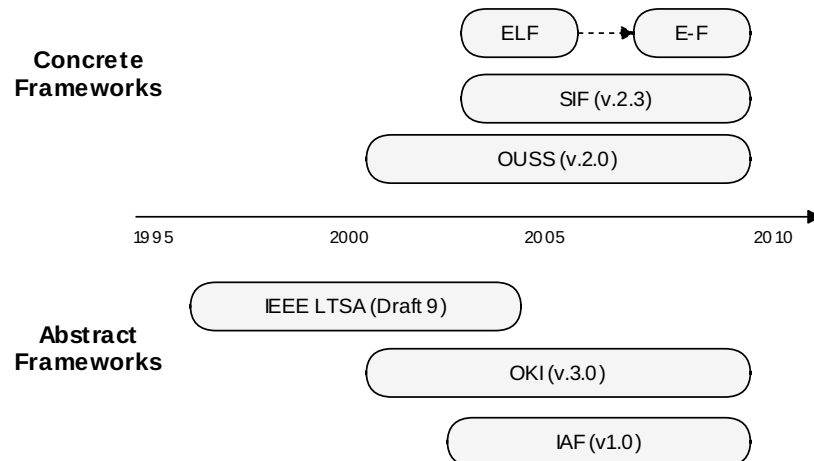 ELF
E-F
Concrete
Frameworks
SIF (v.2.3)
OUSS (v.2.0)
1995
2000
2005
2010
IEEE LTSA (Draft 9)
Abstract
Frameworks
OKI (v.3.0)
IAF (v1.0)